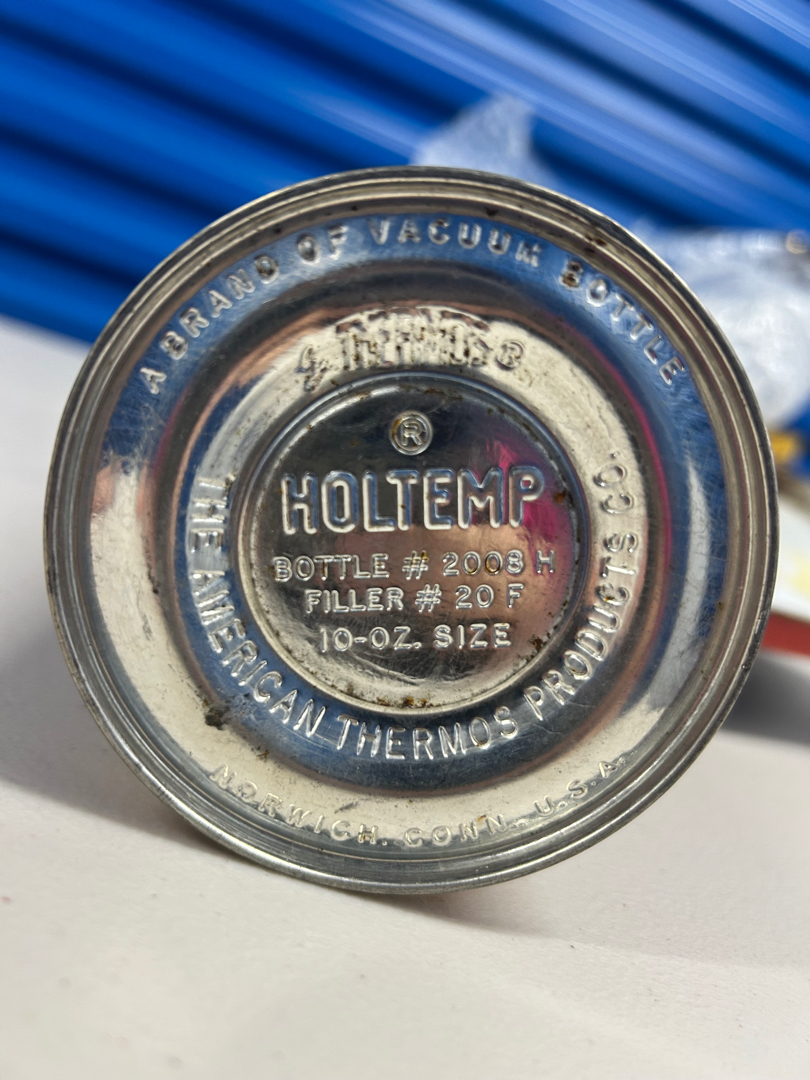 A BRAND OF VACUUM BOTTLE
THERMOS ®
®
HOLTEMP
BOTTLE # 2008 H
FILLER # 20 F
10-OZ. SIZE
THE AMERICAN THERMOS PRODUCTS CO.
NORWICH. CONN. U.S.A.